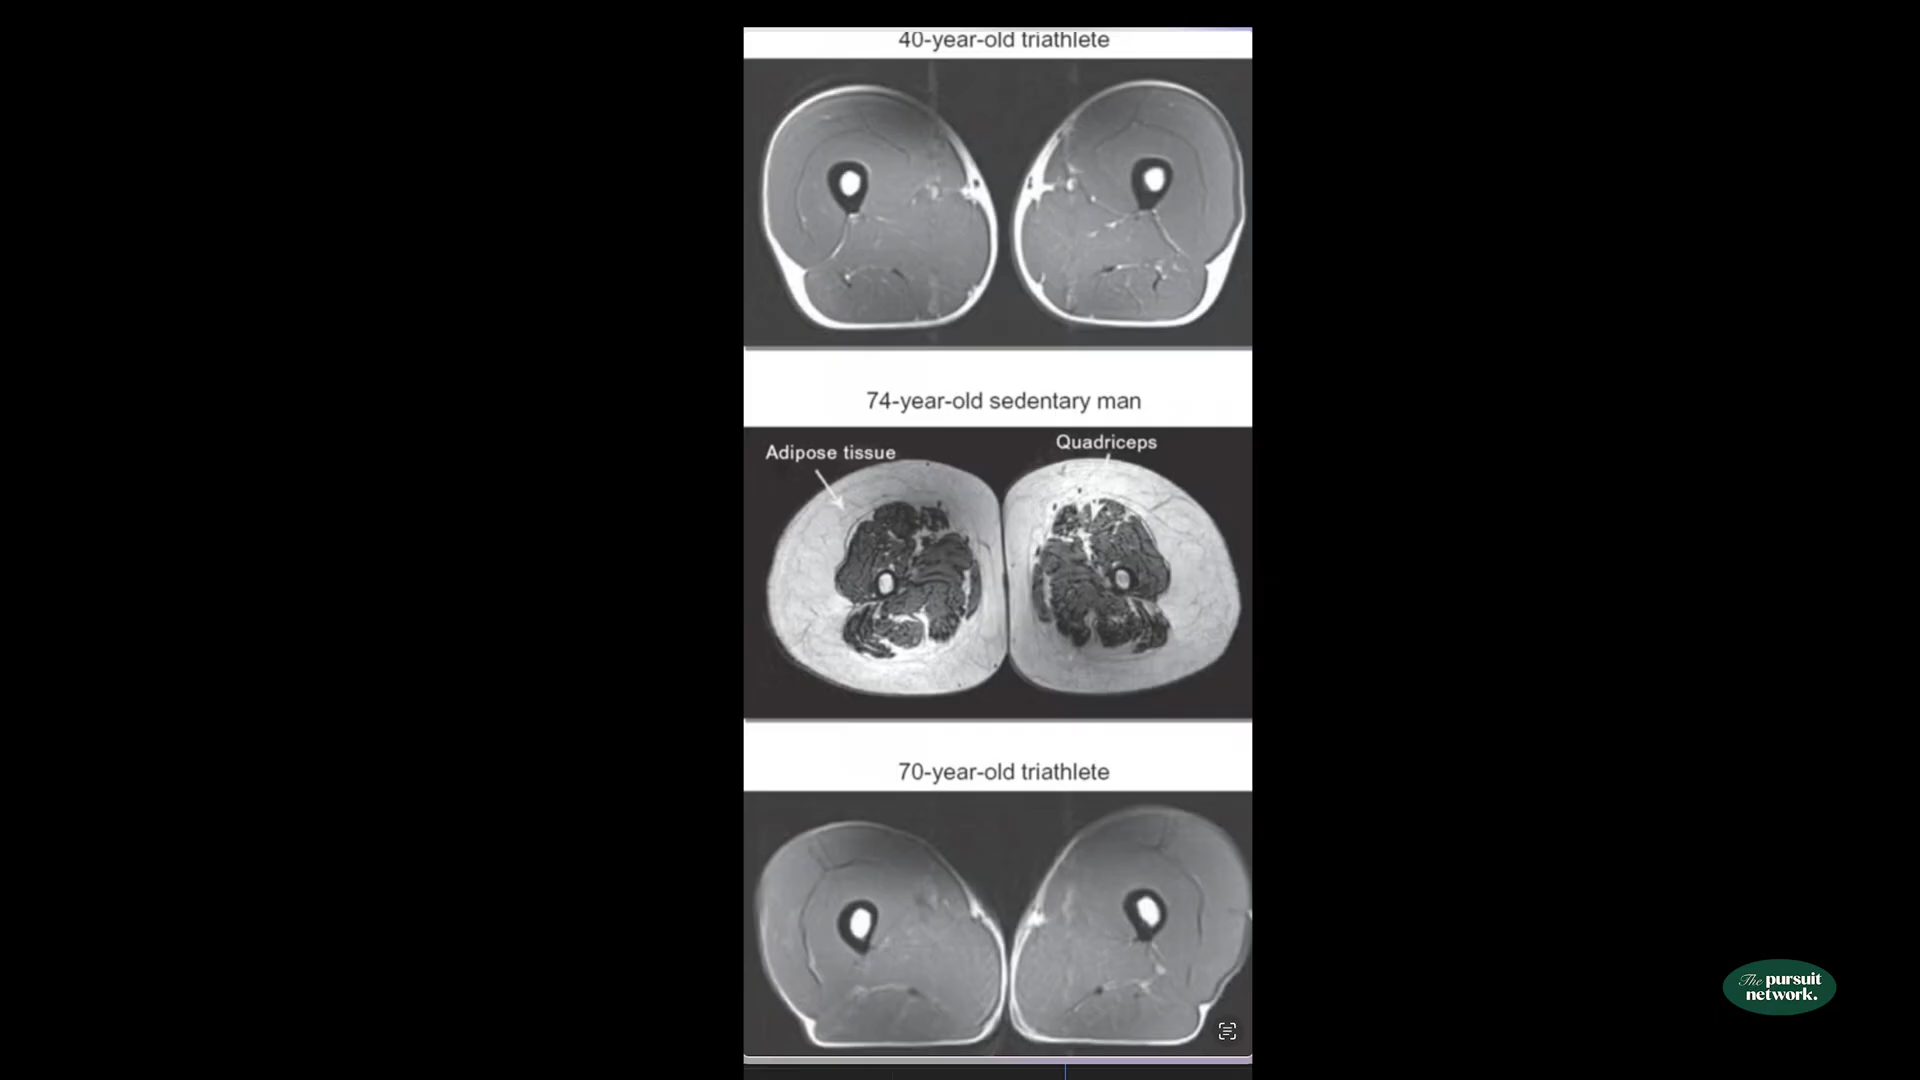 40-year-old triathlete
74-year-old sedentary man
Adipose tissue
Quadriceps
70-year-old triathlete
The pursuit
network.